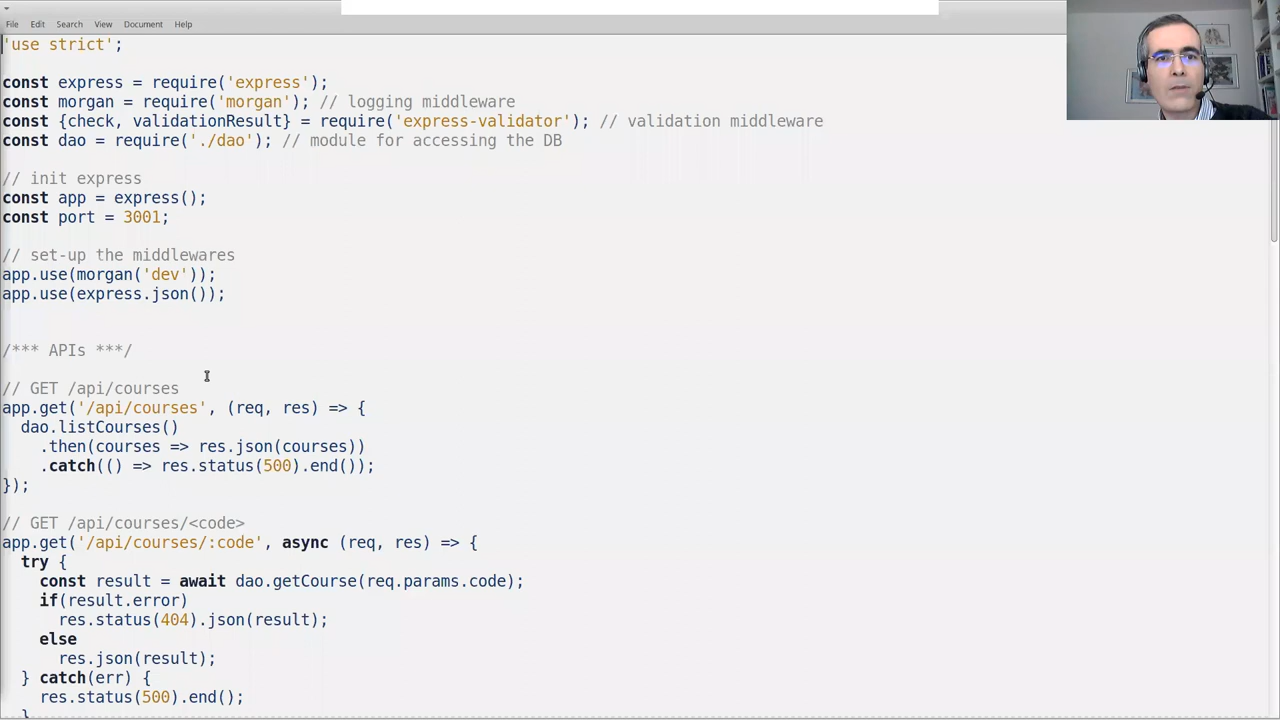 File Edit Search View Document Help
'use strict';
const express = require('express');
const morgan = require('morgan'); // logging middleware
const {check, validationResult} = require('express-validator'); // validation middleware
const dao = require('./dao'); // module for accessing the DB
// init express
const app = express();
const port = 3001;
// set-up the middlewares
app.use(morgan('dev'));
app.use(express.json());
/*** APIs ***/
// GET /api/courses
app.get('/api/courses', (req, res) => {
  dao.listCourses()
    .then(courses => res.json(courses))
    .catch(() => res.status(500).end());
});
// GET /api/courses/<code>
app.get('/api/courses/:code', async (req, res) => {
  try {
    const result = await dao.getCourse(req.params.code);
    if(result.error)
      res.status(404).json(result);
    else
      res.json(result);
  } catch(err) {
    res.status(500).end();
  }